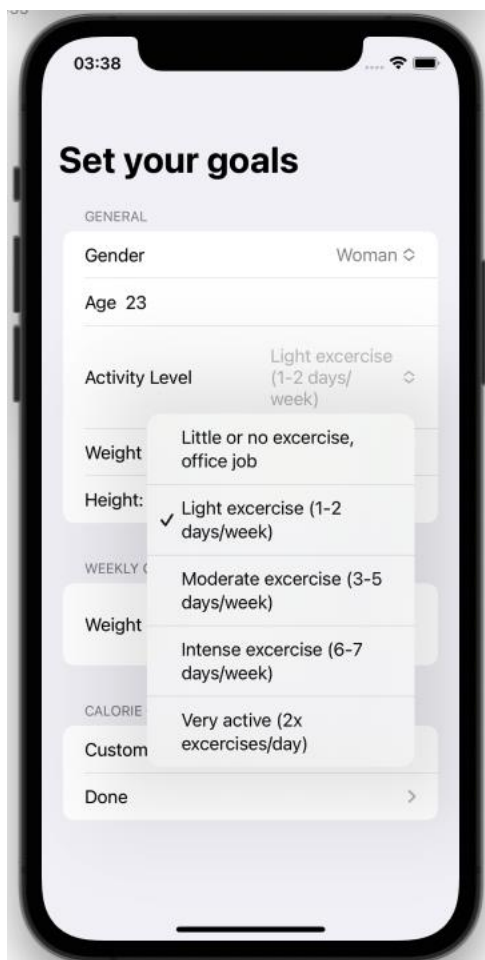 03:38
Set your goals
GENERAL
Gender Woman
Age 23
Activity Level
Light excercise
(1-2 days/
week)
Weight
Height:
Little or no excercise,
office job
Light excercise (1-2
days/week)
Moderate excercise (3-5
days/week)
Intense excercise (6-7
days/week)
Very active (2x
excercises/day)
WEEKLY
Weight
CALORIE
Custom
Done